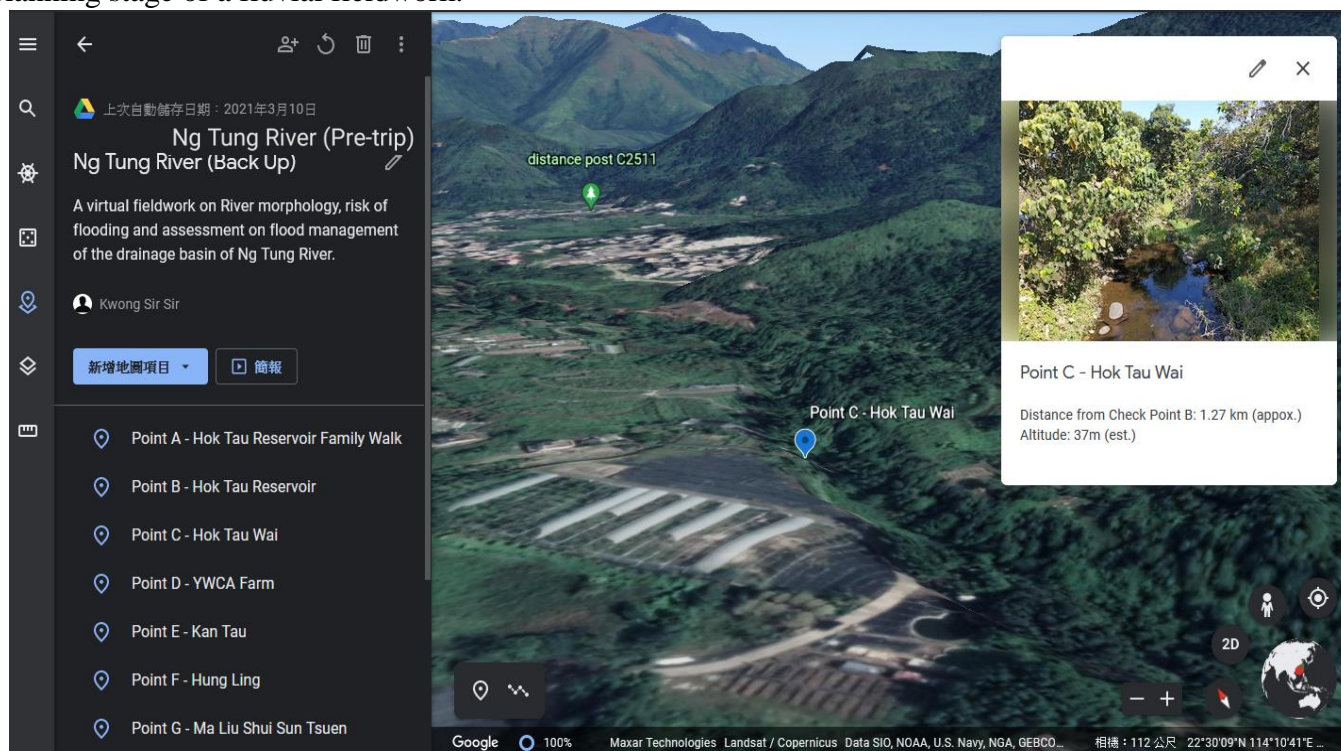 planning stage of a fluvial fieldwork.
上次自動儲存日期：2021年3月10日
Ng Tung River (Pre-trip)
Ng Tung River (Back Up)
A virtual fieldwork on River morphology, risk of
flooding and assessment on flood management
of the drainage basin of Ng Tung River.
Kwong Sir Sir
新增地圖項目
簡報
Point A - Hok Tau Reservoir Family Walk
Point B - Hok Tau Reservoir
Point C - Hok Tau Wai
Point D - YWCA Farm
Point E - Kan Tau
Point F - Hung Ling
Point G - Ma Liu Shui Sun Tsuen
distance post C2511
Point C - Hok Tau Wai
Point C - Hok Tau Wai
Distance from Check Point B: 1.27 km (appox.)
Altitude: 37m (est.)
2D
Google 100% Maxar Technologies Landsat / Copernicus Data SIO, NOAA, U.S. Navy, NGA, GEBCO... 相機：112 公尺 22°30'09"N 114°10'41"E ...